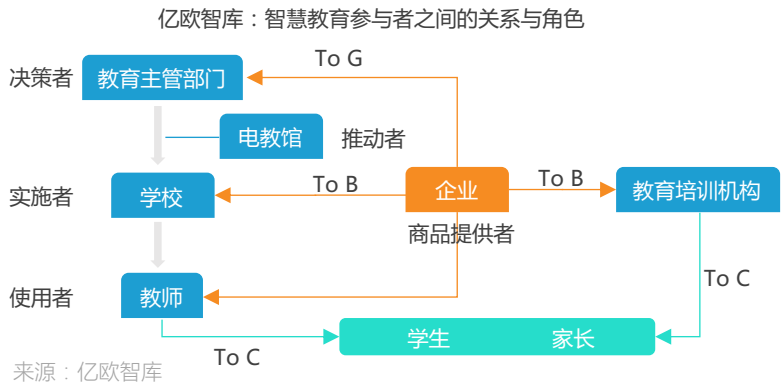 亿欧智库：智慧教育参与者之间的关系与角色
To G
决策者 教育主管部门
电教馆 推动者
实施者 学校 To B 企业 To B 教育培训机构
商品提供者
使用者 教师 To C
学生 家长
To C
来源：亿欧智库